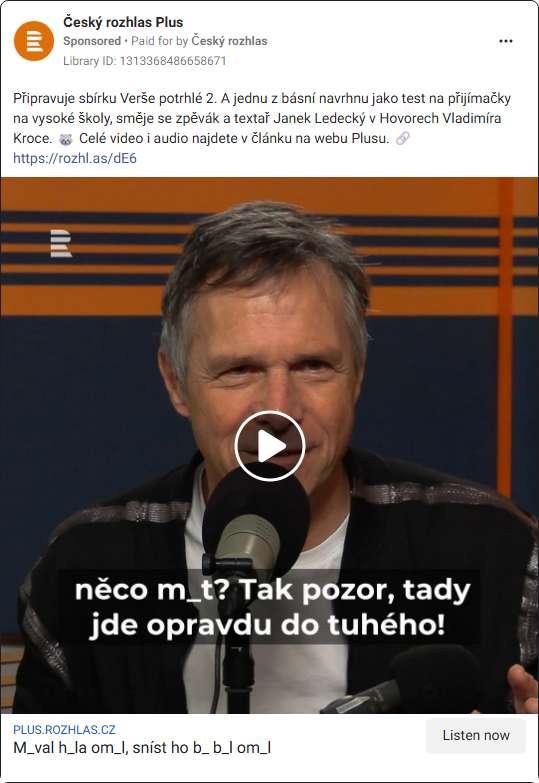 Český rozhlas Plus
Sponsored • Paid for by Český rozhlas
Library ID: 1313368486658671
Připravuje sbírku Verše potrhlé 2. A jednu z básní navrhnu jako test na přijímačky
na vysoké školy, směje se zpěvák a textař Janek Ledecký v Hovorech Vladimíra
Kroce. 🦝 Celé video i audio najdete v článku na webu Plusu. 🔗
https://rozhl.as/dE6
něco m_t? Tak pozor, tady
jde opravdu do tuhého!
PLUS.ROZHLAS.CZ
M_val h_la om_l, sníst ho b_ b_l om_l
Listen now